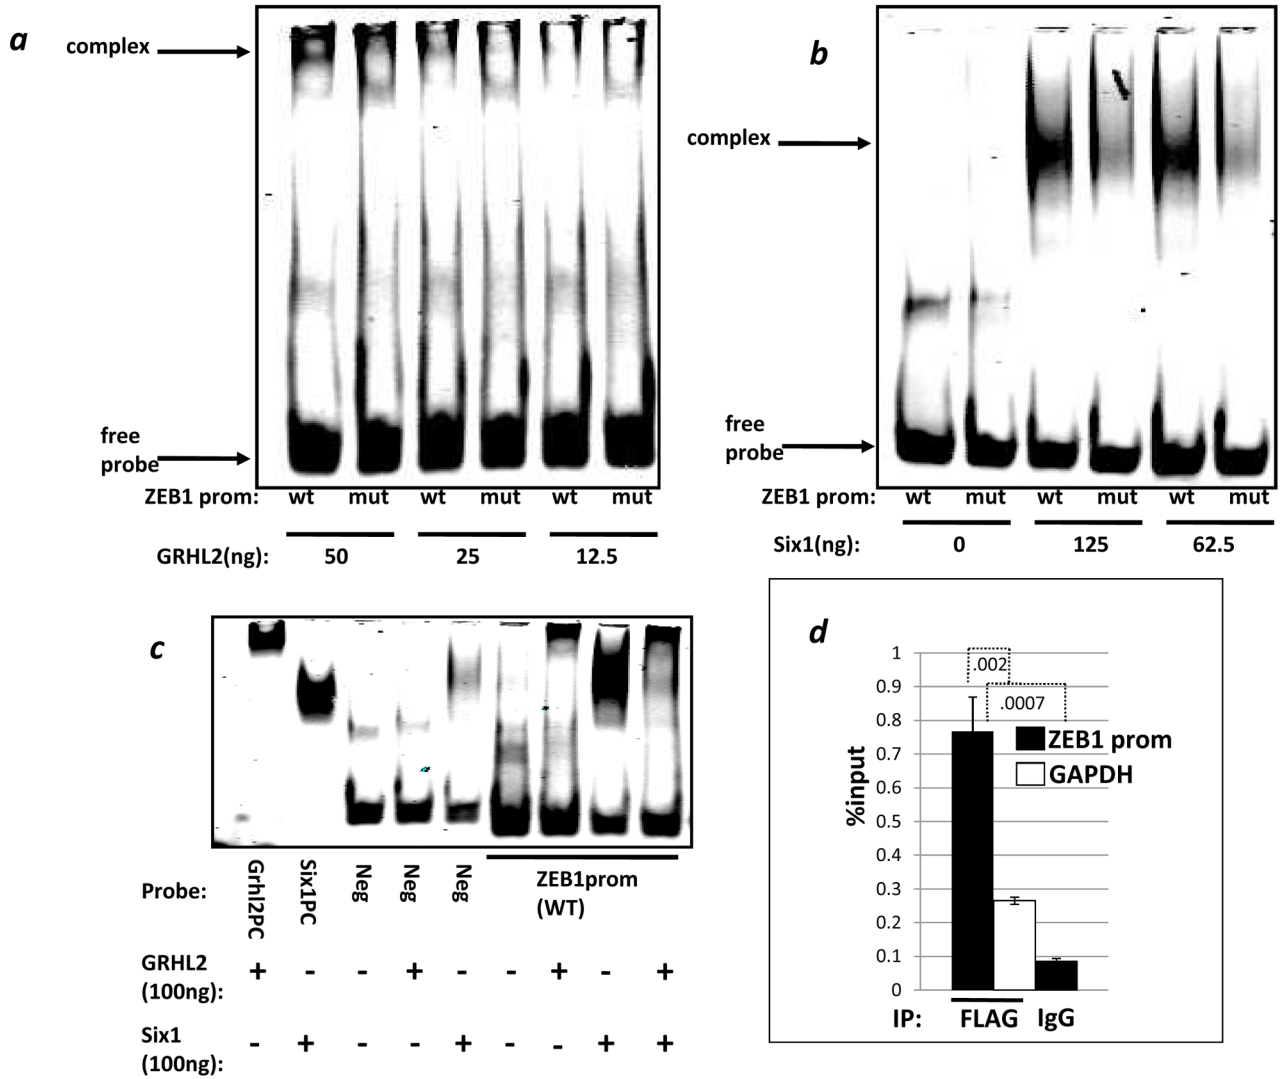 a
complex
free
probe
ZEB1 prom: wt mut wt mut wt mut
GRHL2(ng): 50 25 12.5
b
complex
free
probe
ZEB1 prom: wt mut wt mut wt mut
Six1(ng): 0 125 62.5
c
Probe: Grhl2PC Six1PC Neg Neg Neg ZEB1prom
(WT)
GRHL2 + - - + - - + - +
(100ng):
Six1 - + - - + - - + +
(100ng):
d
%input
1
0.9
0.8
0.7
0.6
0.5
0.4
0.3
0.2
0.1
0
.002
.0007
ZEB1 prom
GAPDH
IP: FLAG IgG